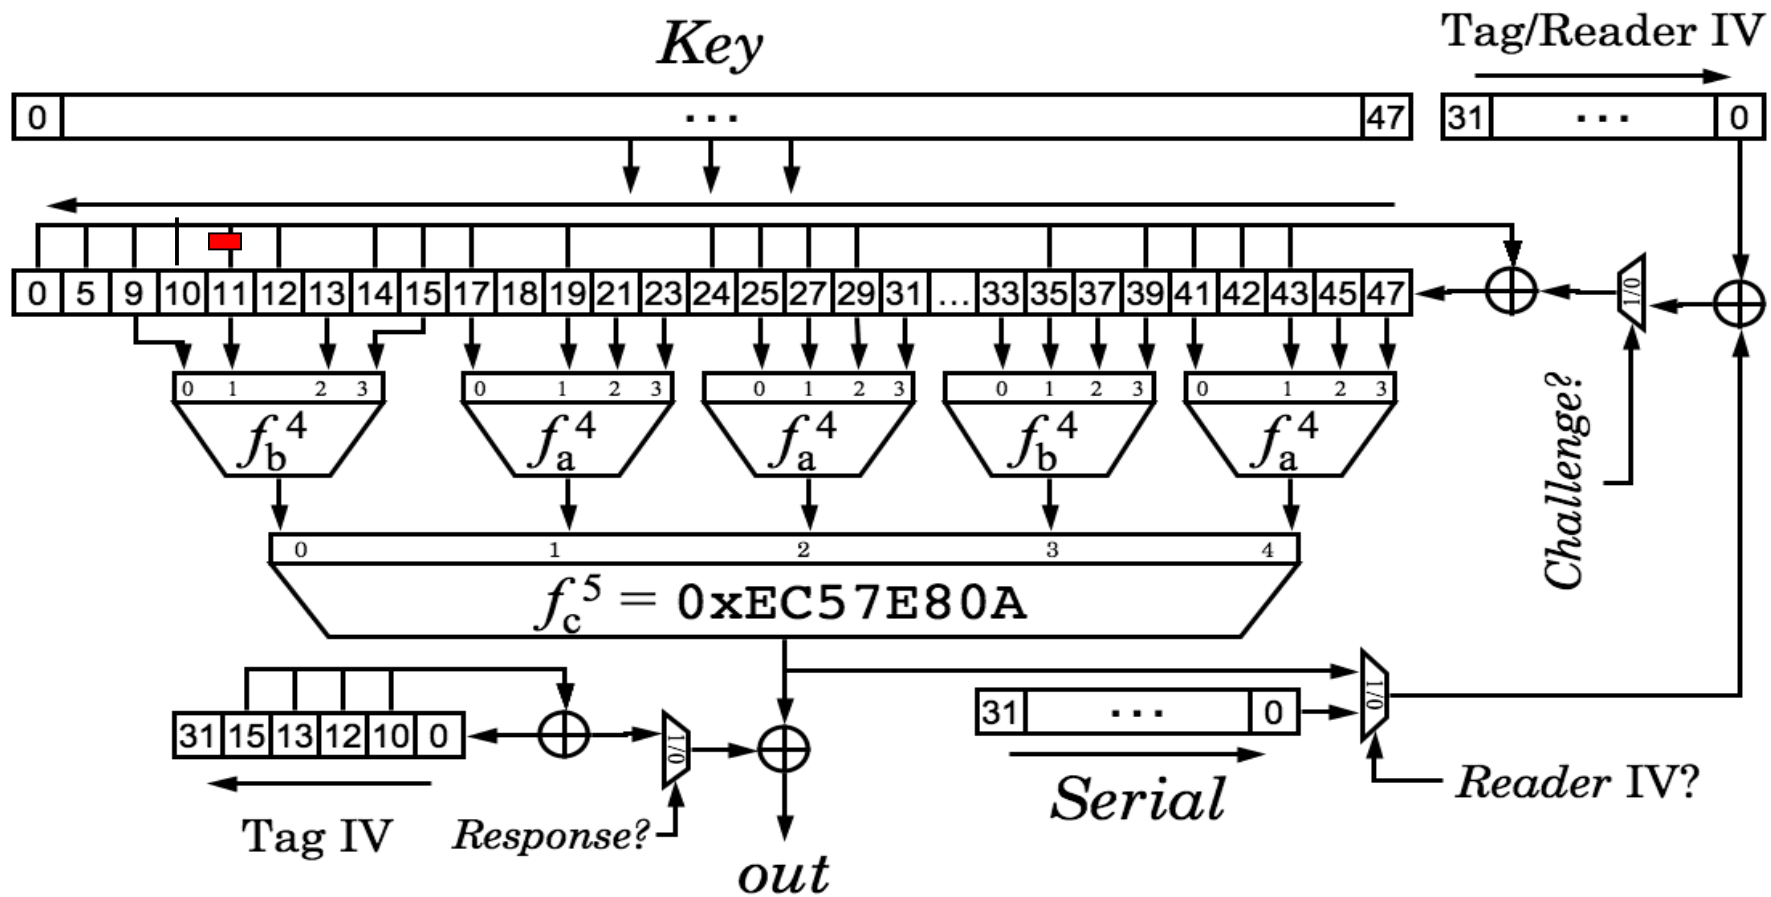 Key
Tag/Reader IV
0 ... 47
31 ... 0
0 5 9 10 11 12 13 14 15 17 18 19 21 23 24 25 27 29 31 ... 33 35 37 39 41 42 43 45 47
1/0
0 1 2 3
0 1 2 3
0 1 2 3
0 1 2 3
0 1 2 3
f_b^4
f_a^4
f_a^4
f_b^4
f_a^4
Challenge?
0 1 2 3 4
f_c^5 = 0xEC57E80A
31 15 13 12 10 0
1/0
31 ... 0
1/0
Tag IV
Response?
Serial
Reader IV?
out